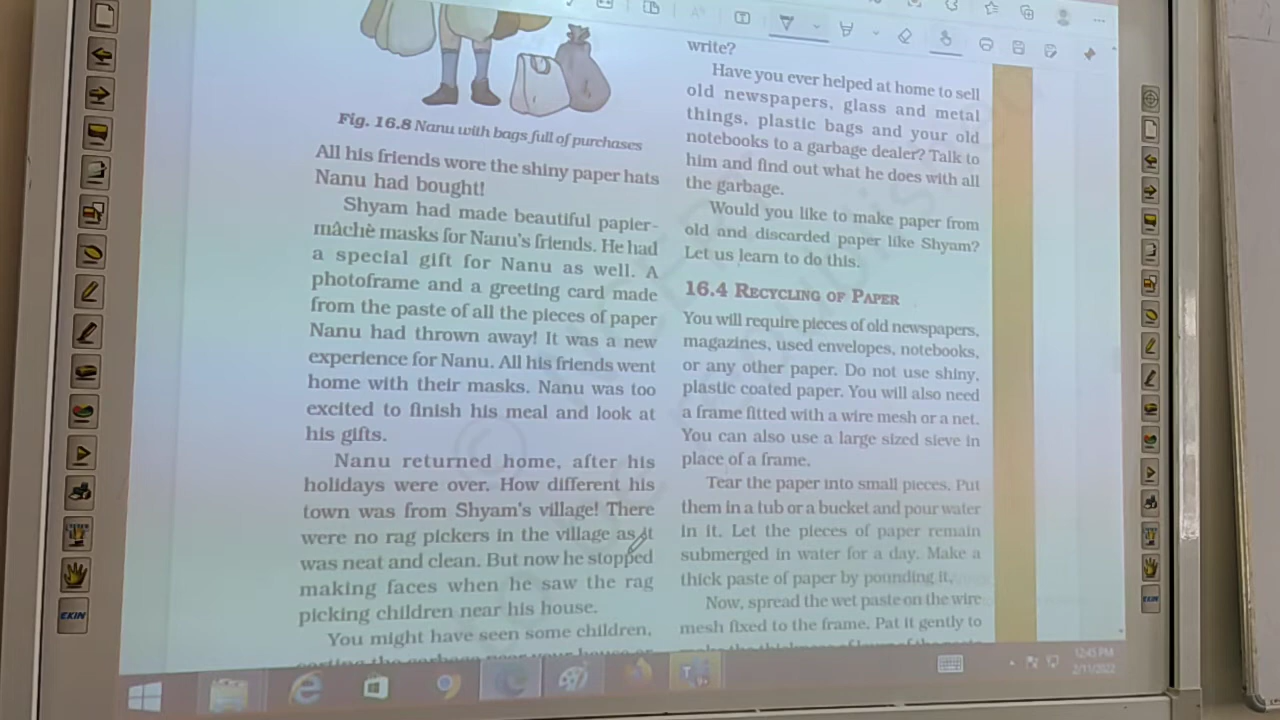 Fig. 16.8 Nanu with bags full of purchases
All his friends wore the shiny paper hats
Nanu had bought!
Shyam had made beautiful papier-
mâchè masks for Nanu's friends. He had
a special gift for Nanu as well. A
photoframe and a greeting card made
from the paste of all the pieces of paper
Nanu had thrown away! It was a new
experience for Nanu. All his friends went
home with their masks. Nanu was too
excited to finish his meal and look at
his gifts.
Nanu returned home, after his
holidays were over. How different his
town was from Shyam's village! There
were no rag pickers in the village as it
was neat and clean. But now he stopped
making faces when he saw the rag
picking children near his house.
You might have seen some children,
write?
Have you ever helped at home to sell
old newspapers, glass and metal
things, plastic bags and your old
notebooks to a garbage dealer? Talk to
him and find out what he does with all
the garbage.
Would you like to make paper from
old and discarded paper like Shyam?
Let us learn to do this.
16.4 RECYCLING OF PAPER
You will require pieces of old newspapers,
magazines, used envelopes, notebooks,
or any other paper. Do not use shiny,
plastic coated paper. You will also need
a frame fitted with a wire mesh or a net.
You can also use a large sized sieve in
place of a frame.
Tear the paper into small pieces. Put
them in a tub or a bucket and pour water
in it. Let the pieces of paper remain
submerged in water for a day. Make a
thick paste of paper by pounding it.
Now, spread the wet paste on the wire
mesh fixed to the frame. Pat it gently to
12:45 PM
2/11/2022
EKIN
EKIN